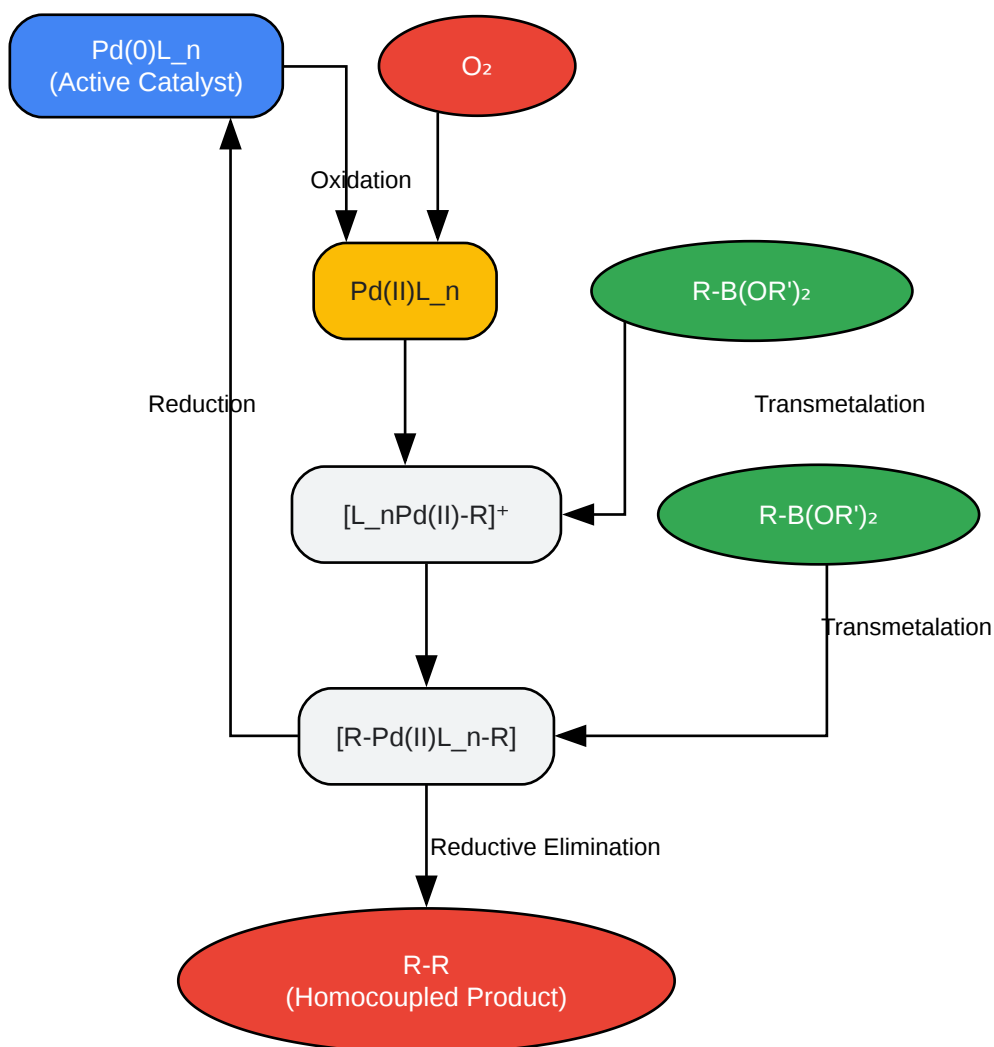 Pd(0)L_n
(Active Catalyst)
O₂
Oxidation
Pd(II)L_n
R-B(OR')₂
Reduction
Transmetalation
[L_nPd(II)-R]⁺
R-B(OR')₂
Transmetalation
[R-Pd(II)L_n-R]
Reductive Elimination
R-R
(Homocoupled Product)